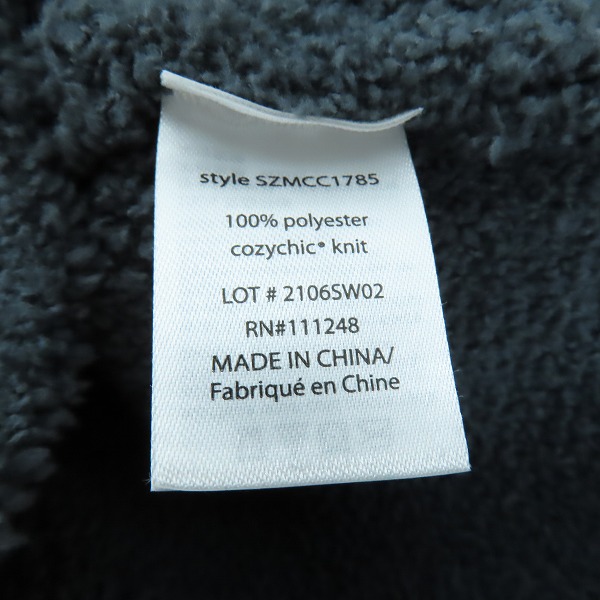 style SZMCC1785
100% polyester
cozychic® knit
LOT # 2106SW02
RN#111248
MADE IN CHINA/
Fabriqué en Chine